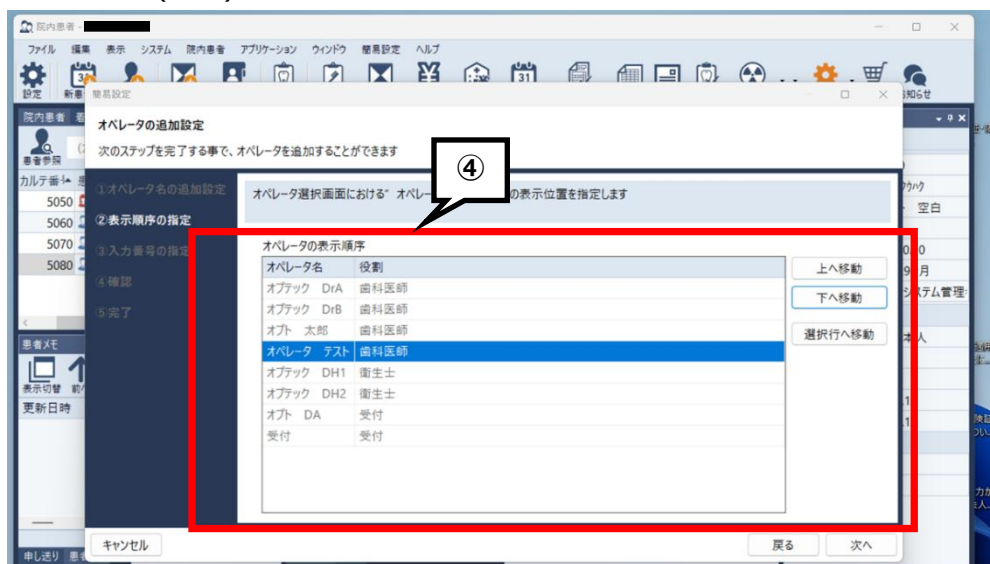 院内患者 -
ファイル 編集 表示 システム 院内患者 アプリケーション ウィンドウ 簡易設定 ヘルプ
設定
簡易設定
院内患者
オペレータの追加設定
次のステップを完了する事で、オペレータを追加することができます
患者参照
④
カルテ番
①オペレータ名の追加設定
オペレータ選択画面における" オペレー
の表示位置を指定します
空白
5050
②表示順序の指定
5060
5070
③入力番号の指定
オペレータの表示順序
5080
オペレータ名 役割
上へ移動
④確認
オプテック DrA 歯科医師
下へ移動
システム管理
オプテック DrB 歯科医師
⑤完了
オプト 太郎 歯科医師
選択行へ移動
患者メモ
オペレータ テスト 歯科医師
オプテック DH1 衛生士
表示切替
オプテック DH2 衛生士
更新日時
オプト DA 受付
受付 受付
キャンセル
戻る
次へ
申し送り